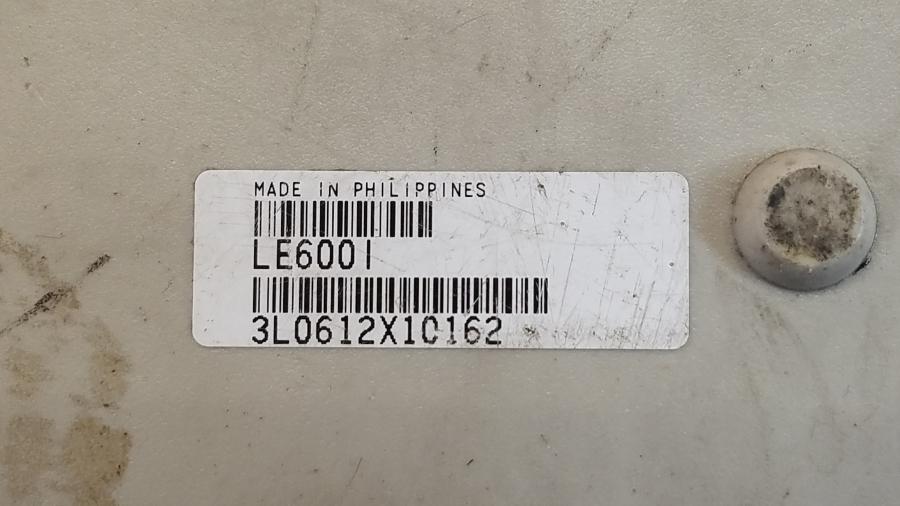 MADE IN PHILIPPINES
LE600I
3L0612X10162